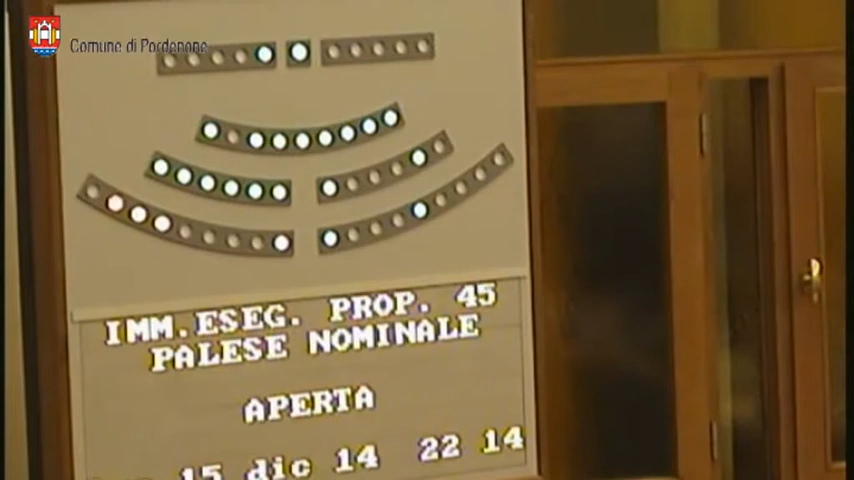 Comune di Pordenone
IMM.ESEG. PROP. 45
PALESE NOMINALE
APERTA
15 dic 14 22 14